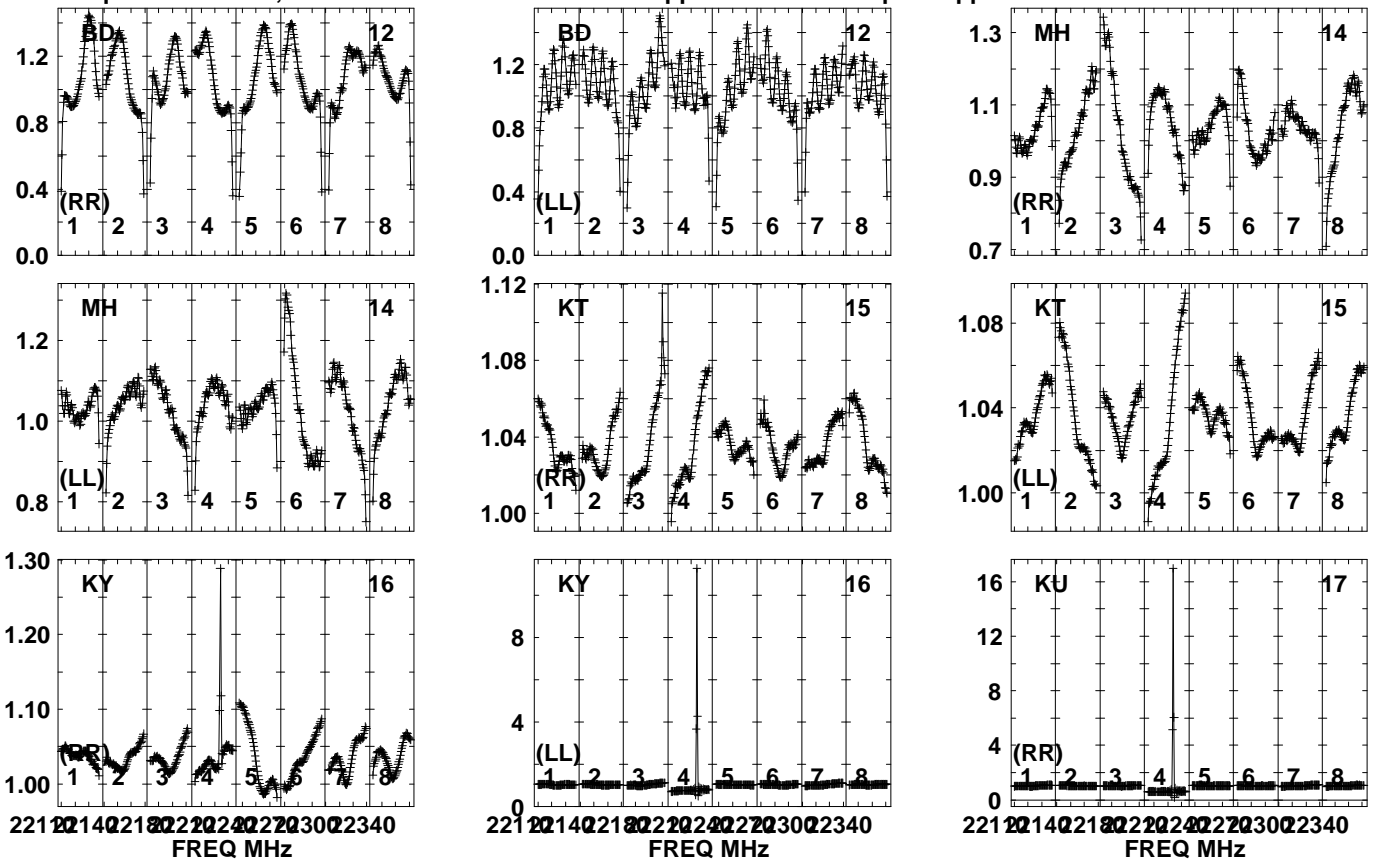 BD 12
1.2
0.8
0.4
0.0
(RR)
1 2 3 4 5 6 7 8
BD 12
1.2
0.8
0.4
0.0
(LL)
1 2 3 4 5 6 7 8
MH 14
1.3
1.1
0.9
0.7
(RR)
1 2 3 4 5 6 7 8
MH 14
1.2
1.0
0.8
(LL)
1 2 3 4 5 6 7 8
KT 15
1.12
1.08
1.04
1.00
(RR)
1 2 3 4 5 6 7 8
KT 15
1.08
1.04
1.00
(LL)
1 2 3 4 5 6 7 8
KY 16
1.30
1.20
1.10
1.00
(RR)
1 2 3 4 5 6 7 8
KY 16
8
4
0
(LL)
1 2 3 4 5 6 7 8
KU 17
16
12
8
4
0
(RR)
1 2 3 4 5 6 7 8
FREQ MHz
FREQ MHz
FREQ MHz